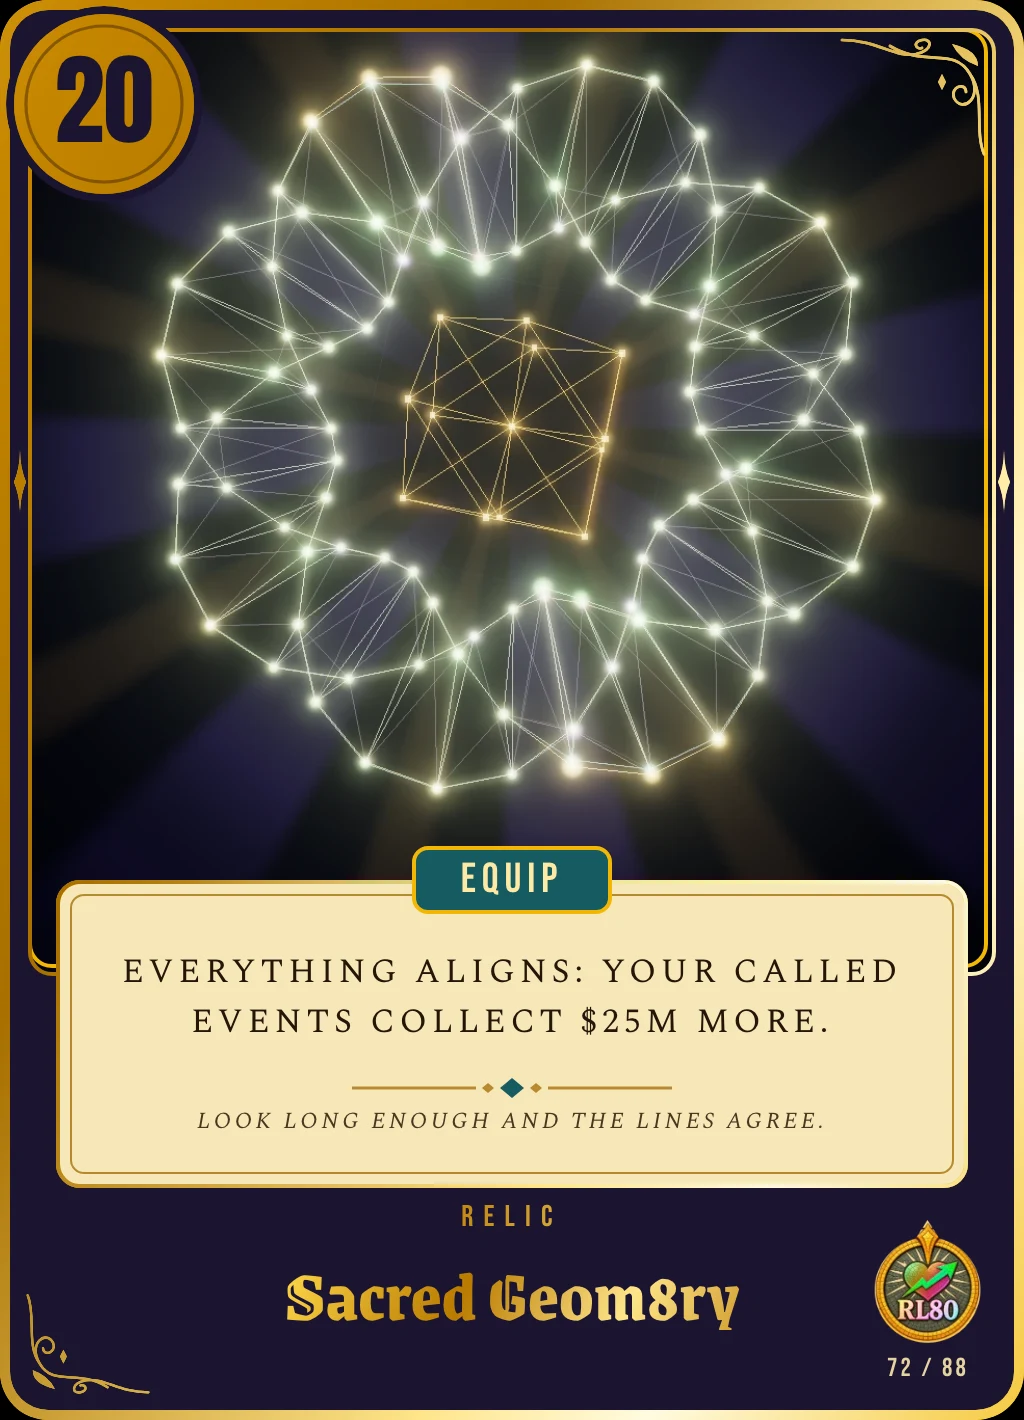 20
EQUIP
EVERYTHING ALIGNS: YOUR CALLED
EVENTS COLLECT $25M MORE.
LOOK LONG ENOUGH AND THE LINES AGREE.
RELIC
Sacred Geom8ry
RL80
72 / 88